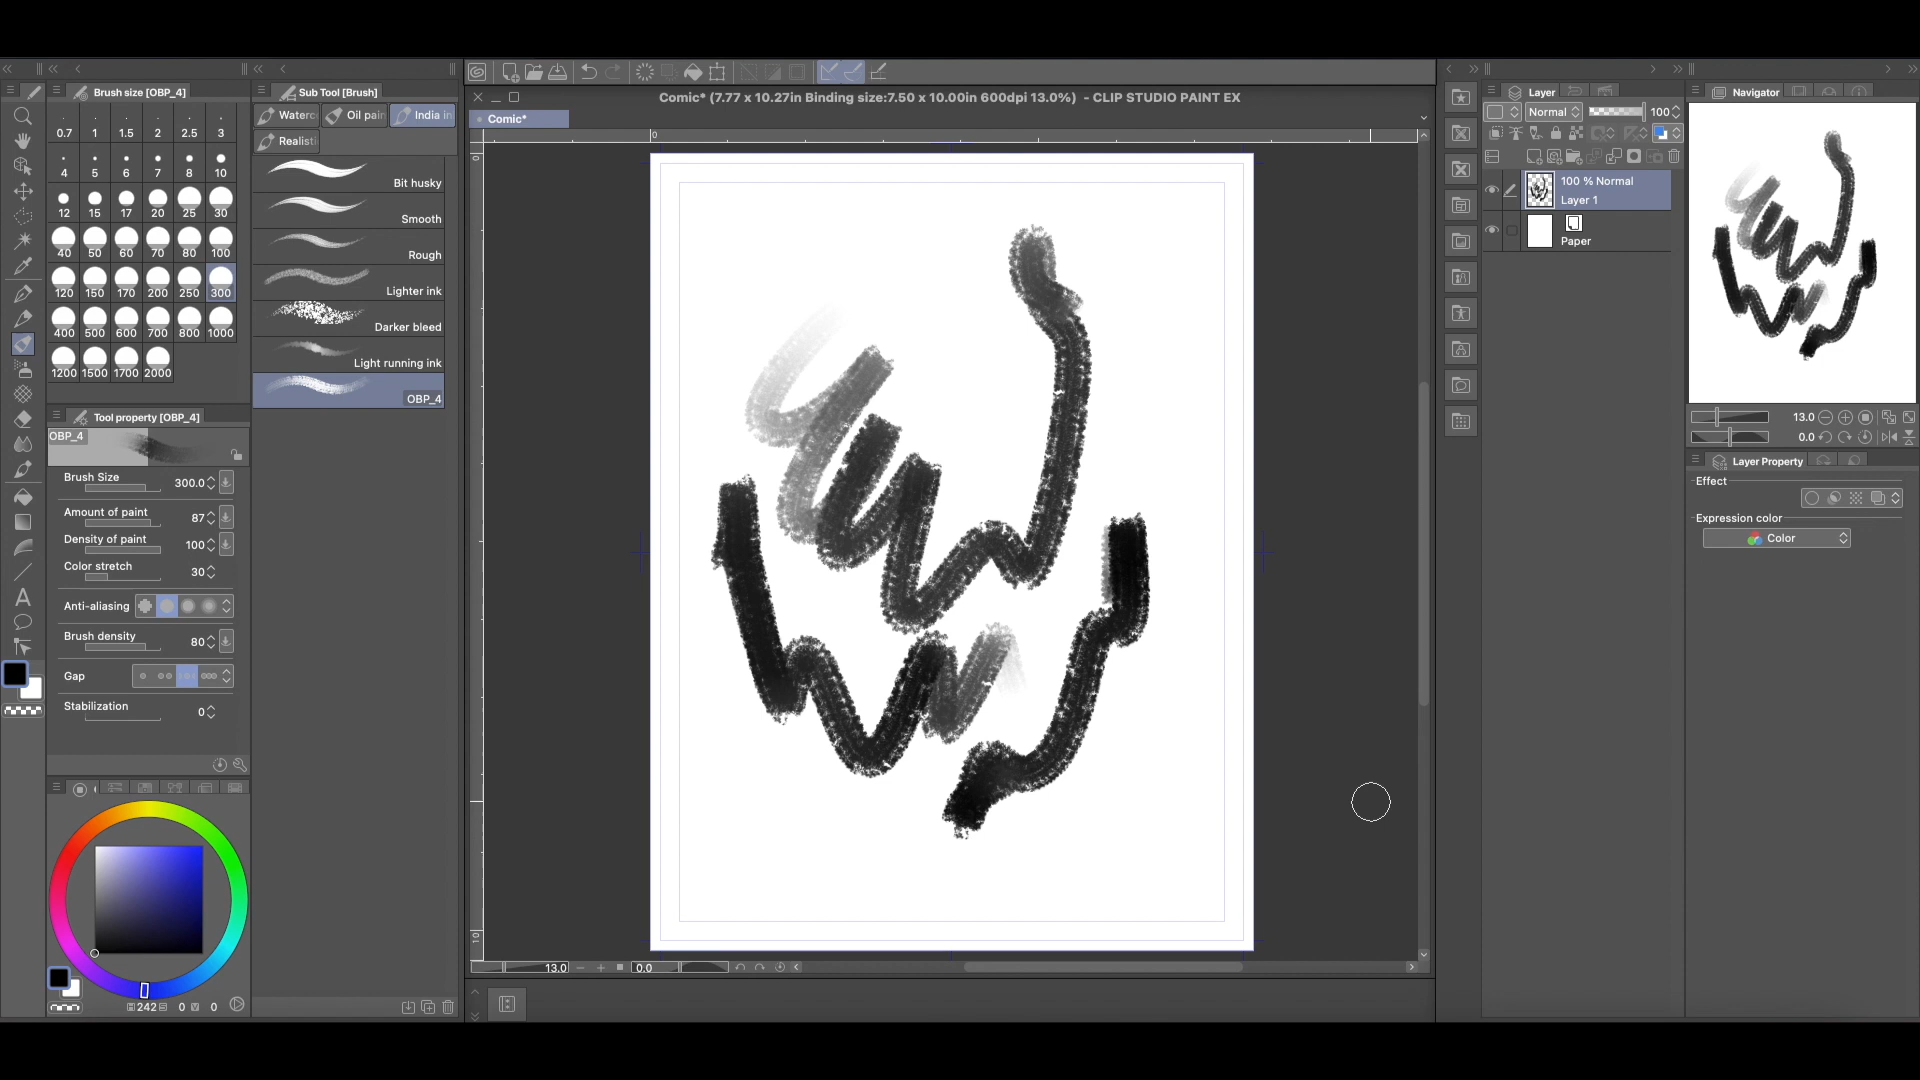 Comic* (7.77 x 10.27in Binding size:7.50 x 10.00in 600dpi 13.0%) - CLIP STUDIO PAINT EX
Comic*
Brush size [OBP_4]
0.7 1 1.5 2 2.5 3
4 5 6 7 8 10
12 15 17 20 25 30
40 50 60 70 80 100
120 150 170 200 250 300
400 500 600 700 800 1000
1200 1500 1700 2000
Tool property [OBP_4]
OBP_4
Brush Size 300.0
Amount of paint 87
Density of paint 100
Color stretch 30
Anti-aliasing
Brush density 80
Gap
Stabilization 0
242 0 0
Sub Tool [Brush]
Waterc Oil pain India in
Realisti
Bit husky
Smooth
Rough
Lighter ink
Darker bleed
Light running ink
OBP_4
0
0
10
13.0 0.0
Layer
Normal 100
100 % Normal
Layer 1
Paper
Navigator
13.0
0.0
Layer Property
Effect
Expression color
Color